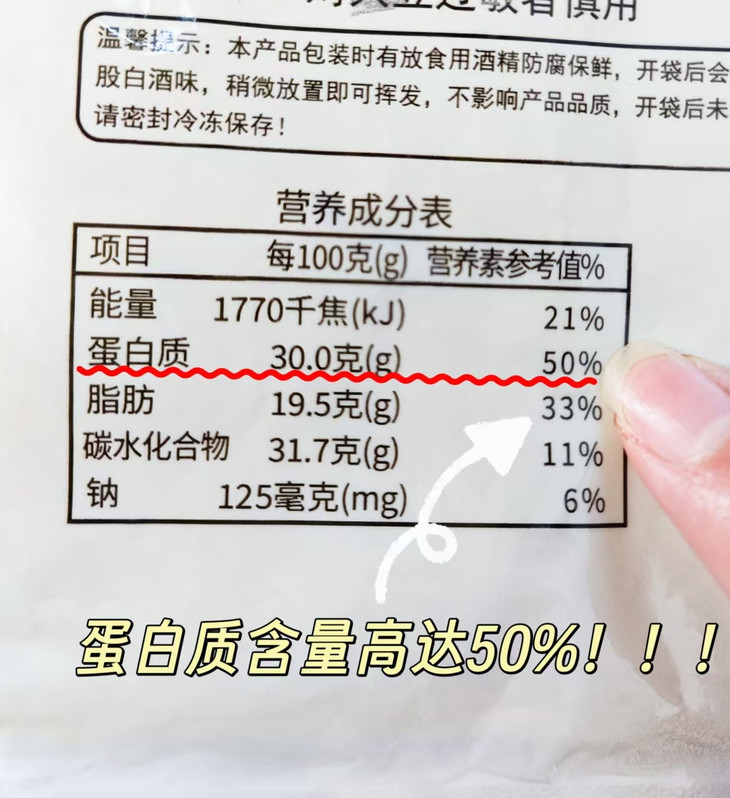 过敏者慎用
温馨提示：本产品包装时有放食用酒精防腐保鲜，开袋后会
股白酒味，稍微放置即可挥发，不影响产品品质，开袋后未
请密封冷冻保存！
营养成分表
项目 每100克(g) 营养素参考值%
能量 1770千焦(kJ) 21%
蛋白质 30.0克(g) 50%
脂肪 19.5克(g) 33%
碳水化合物 31.7克(g) 11%
钠 125毫克(mg) 6%
蛋白质含量高达50%！！！